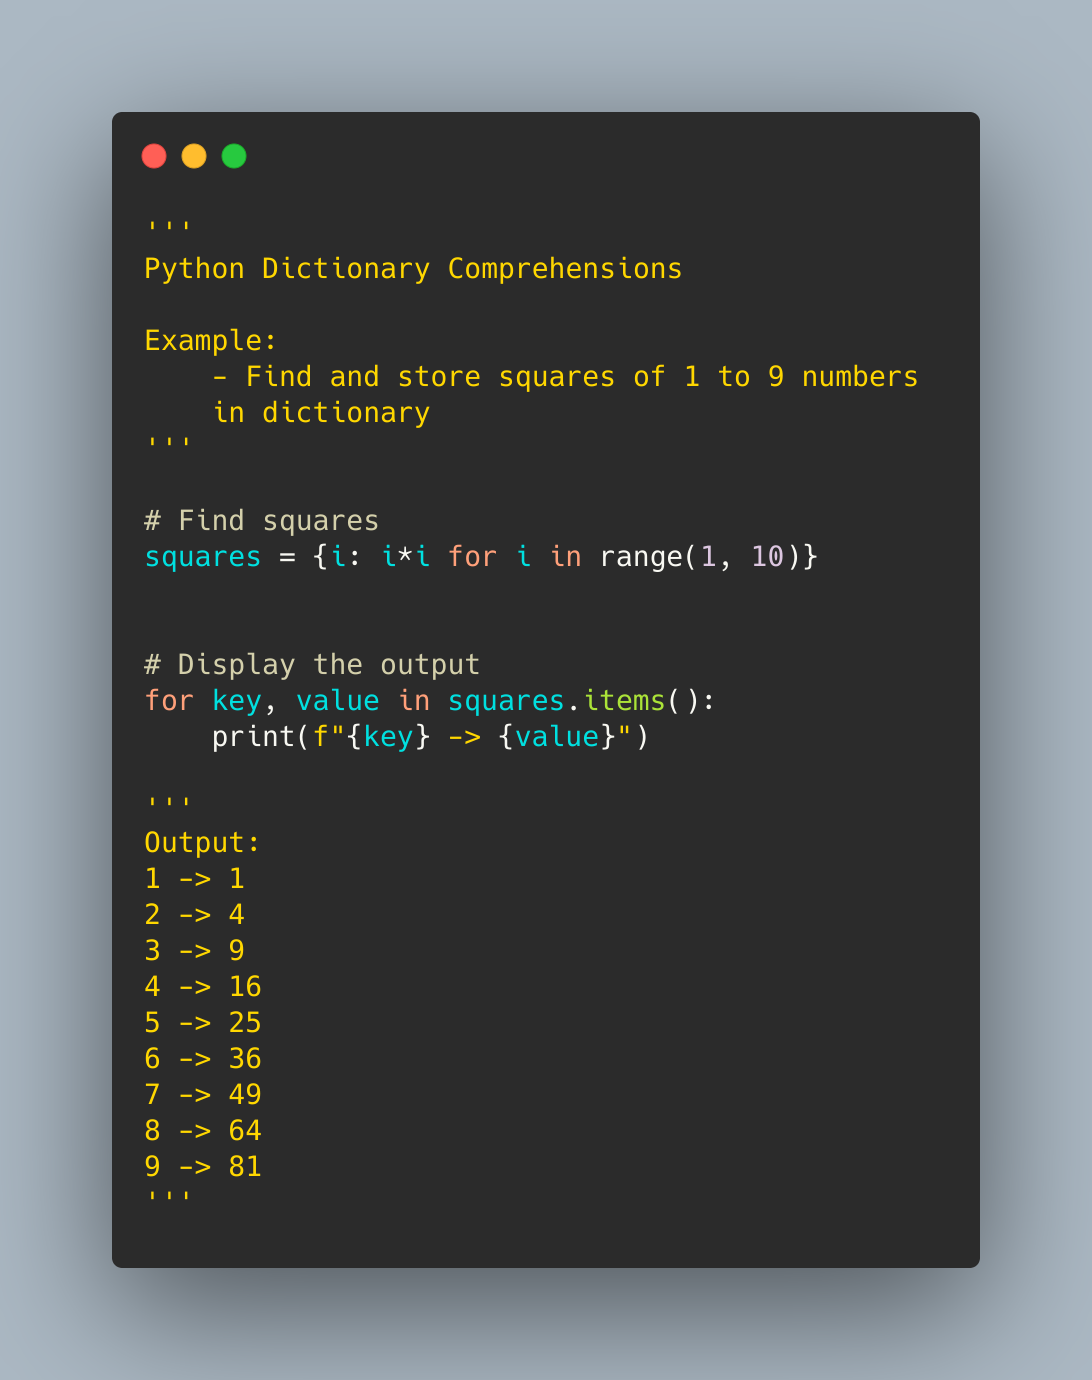 '''
Python Dictionary Comprehensions

Example:
    - Find and store squares of 1 to 9 numbers
    in dictionary
'''

# Find squares
squares = {i: i*i for i in range(1, 10)}


# Display the output
for key, value in squares.items():
    print(f"{key} -> {value}")

'''
Output:
1 -> 1
2 -> 4
3 -> 9
4 -> 16
5 -> 25
6 -> 36
7 -> 49
8 -> 64
9 -> 81
'''